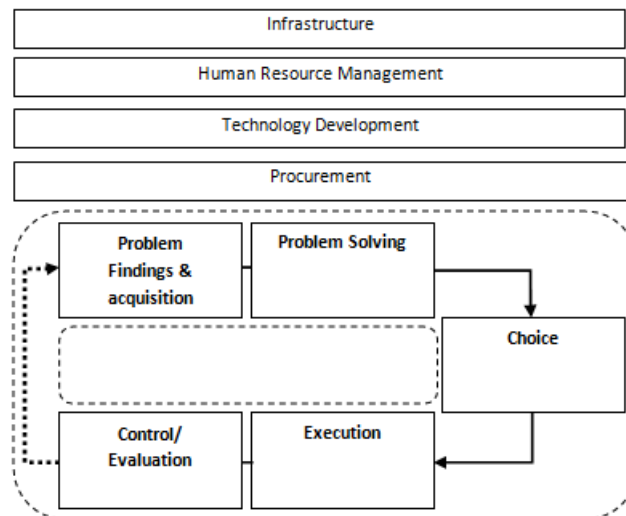 Infrastructure
Human Resource Management
Technology Development
Procurement
Problem
Findings &
acquisition
Problem Solving
Choice
Control/
Evaluation
Execution